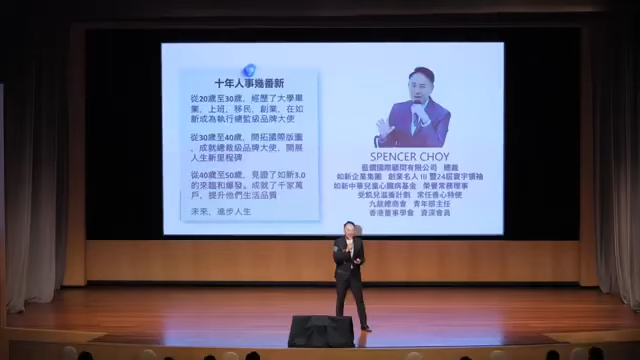 十年人事幾番新
從20歲至30歲，經歷了大學畢
業，上班，移民，創業，在如
新成為執行總監級品牌大使
從30歲至40歲，開拓國際版圖
，成就總裁級品牌大使，開展
人生新里程碑
從40歲至50歲，見證了如新3.0
的來臨和爆發。成就了千家萬
戶，提升他們生活品質
未來，進步人生
SPENCER CHOY
藍鑽國際顧問有限公司 總裁
如新企業集團 創業名人 III 暨24屆寰宇領袖
如新中華兒童心臟病基金 榮譽常務理事
受飢兒滋養計劃 常任善心特使
九龍總商會 青年部主任
香港董事學會 資深會員